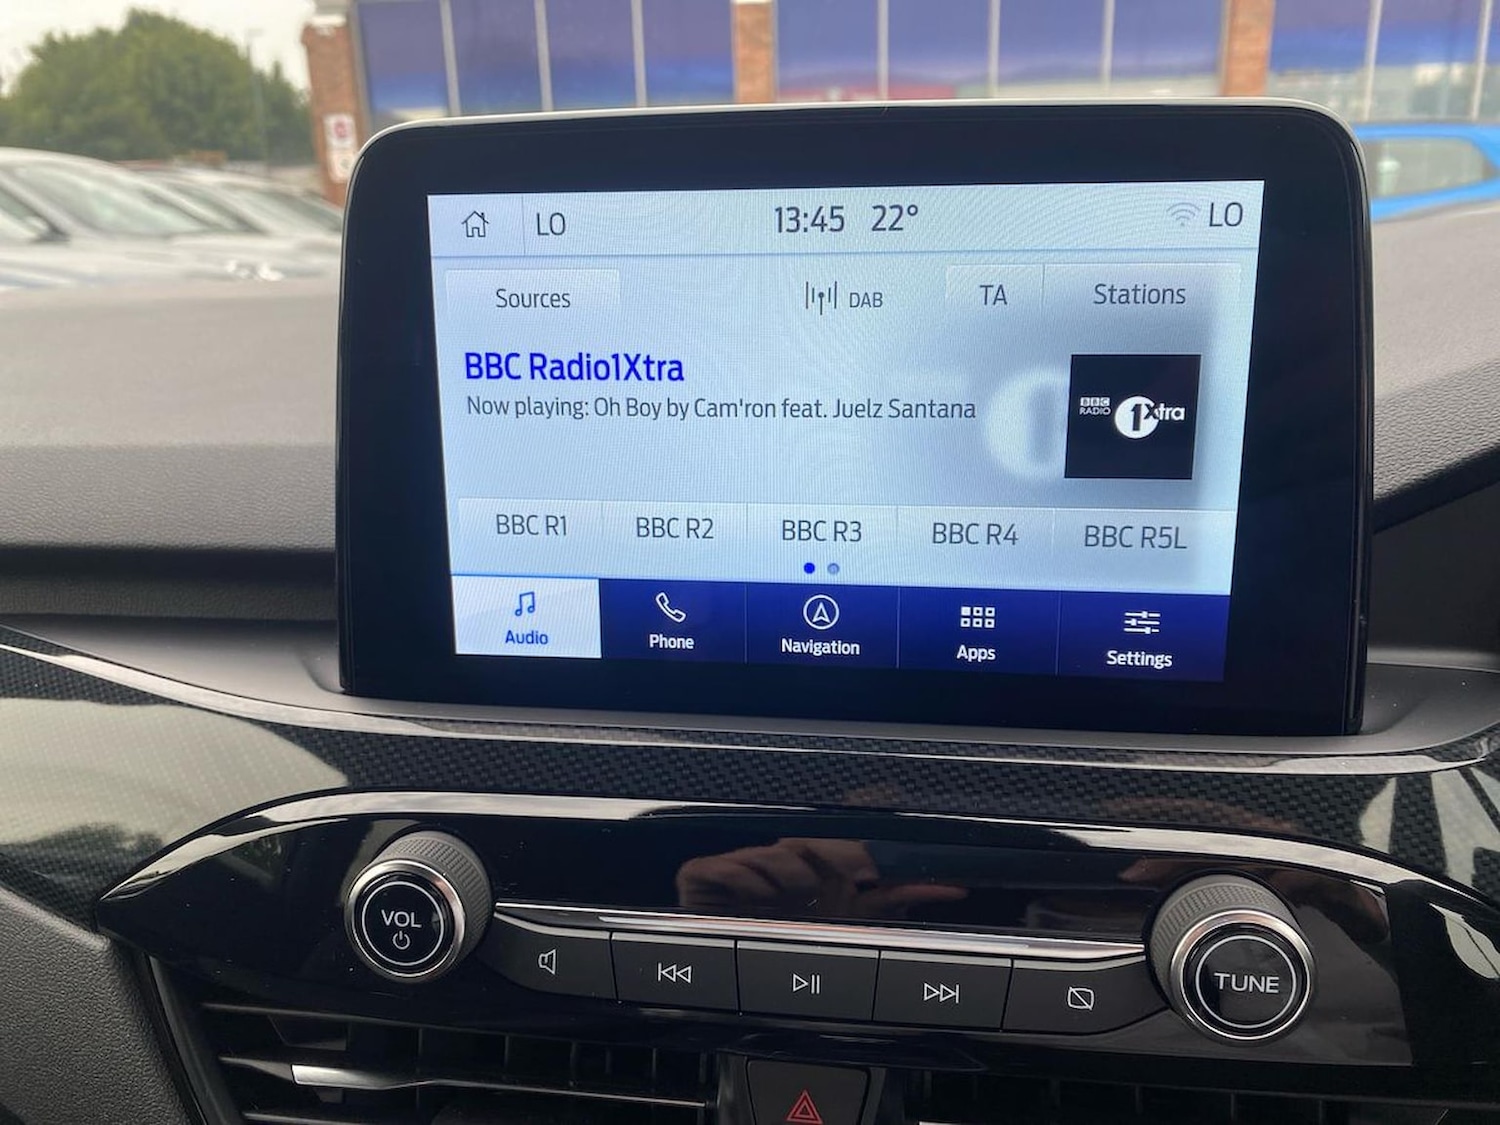 LO 13:45 22° LO
Sources DAB TA Stations
BBC Radio1Xtra
Now playing: Oh Boy by Cam'ron feat. Juelz Santana
BBC RADIO 1Xtra
BBC R1 BBC R2 BBC R3 BBC R4 BBC R5L
Audio Phone Navigation Apps Settings
VOL
TUNE